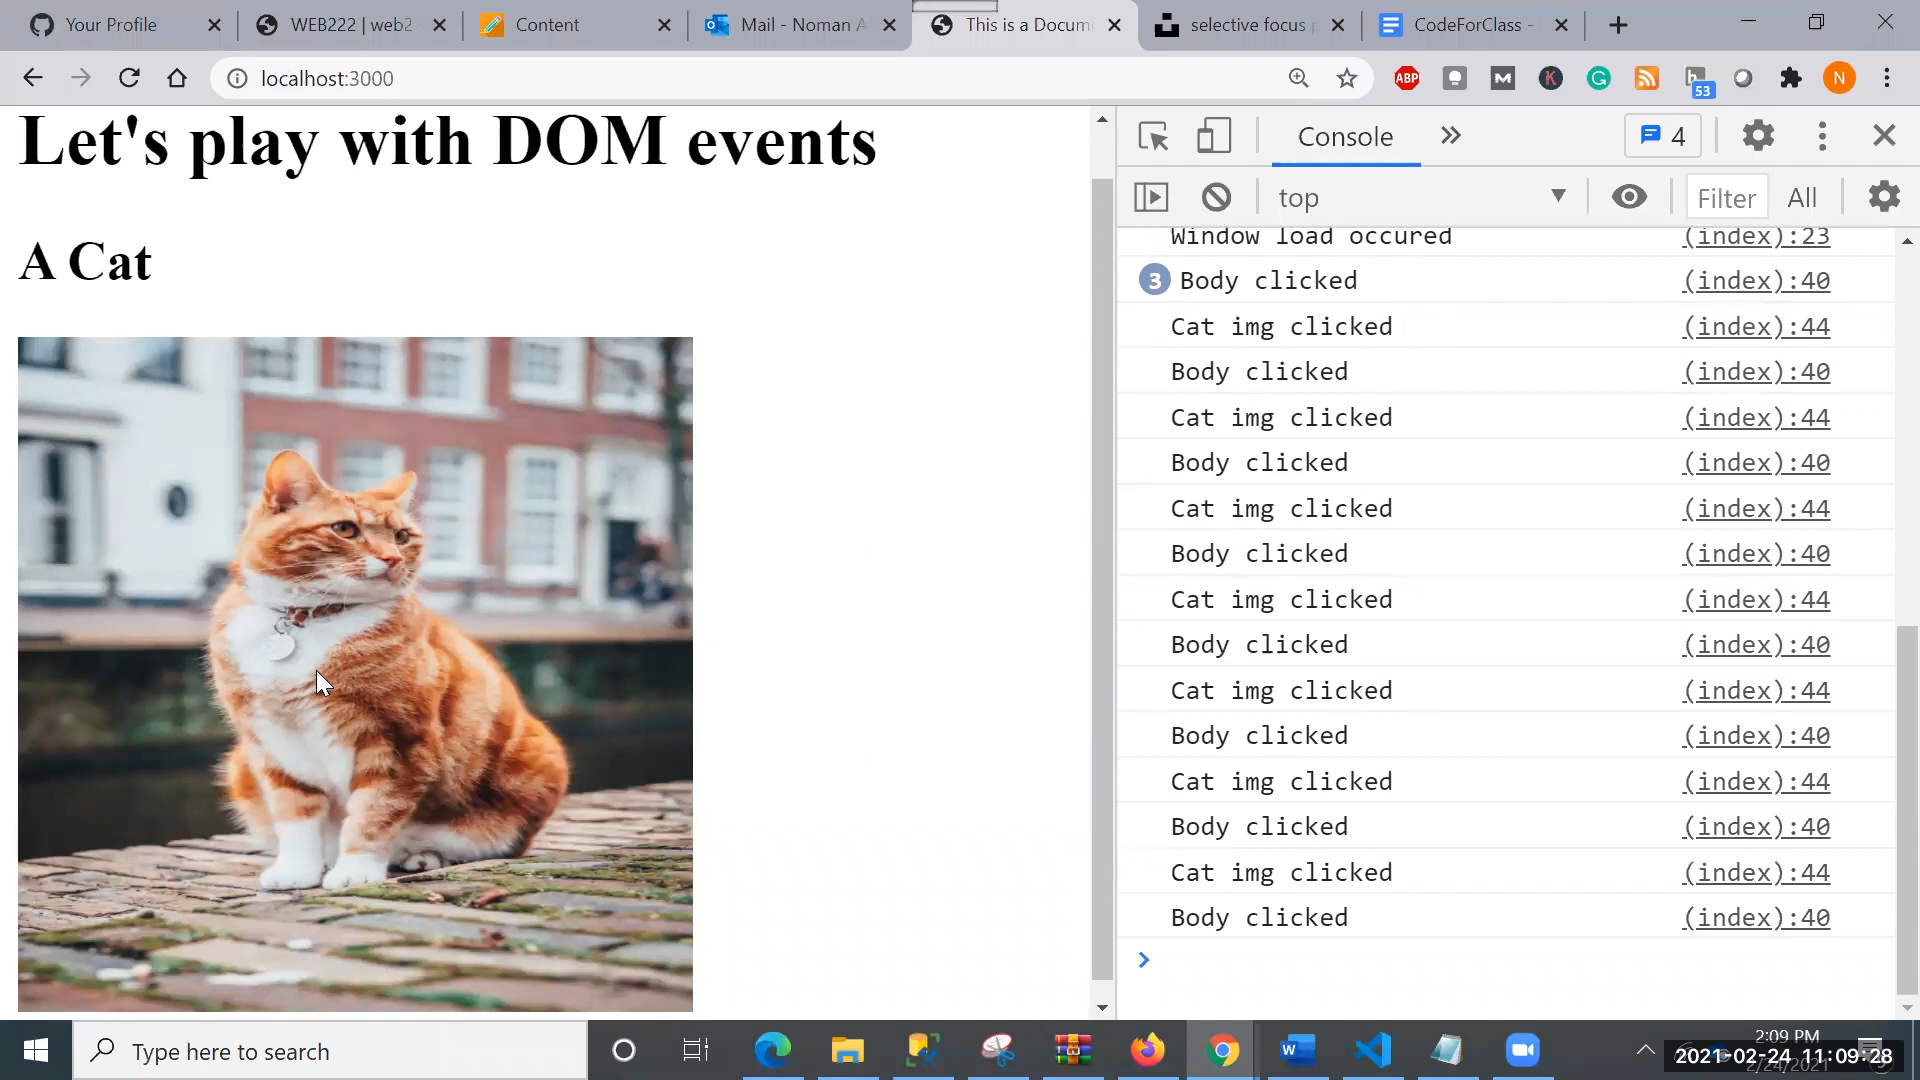 Your Profile
WEB222 | web2
Content
Mail - Noman A
This is a Docum
selective focus p
CodeForClass -
localhost:3000
ABP
M
K
G
53
N
Let's play with DOM events
A Cat
Console
4
top
Filter
All
Window load occured (index):23
3 Body clicked (index):40
Cat img clicked (index):44
Body clicked (index):40
Cat img clicked (index):44
Body clicked (index):40
Cat img clicked (index):44
Body clicked (index):40
Cat img clicked (index):44
Body clicked (index):40
Cat img clicked (index):44
Body clicked (index):40
Cat img clicked (index):44
Body clicked (index):40
Cat img clicked (index):44
Body clicked (index):40
Type here to search
2:09 PM
2021-02-24 11:09:28